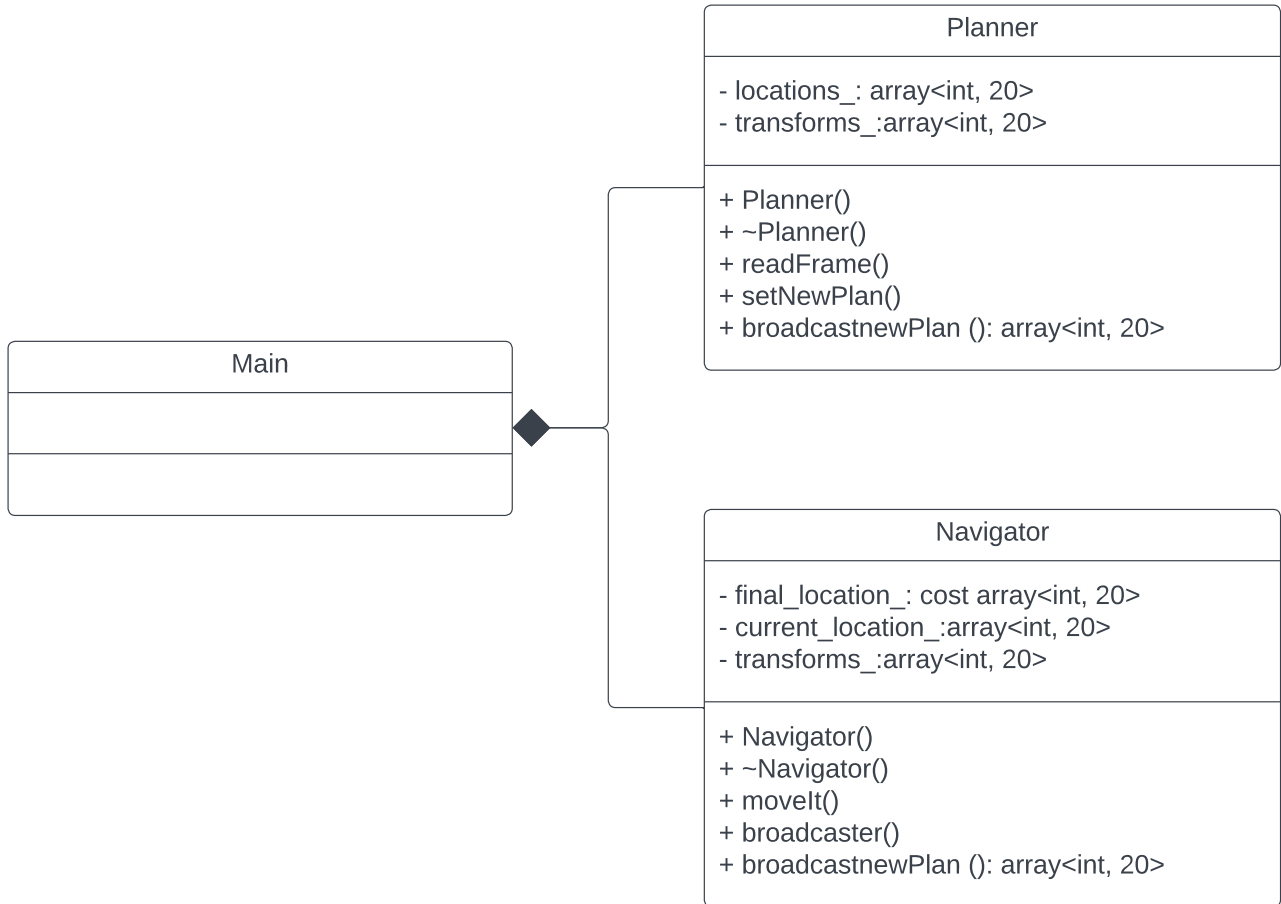 Planner
- locations_: array<int, 20>
- transforms_:array<int, 20>
+ Planner()
+ ~Planner()
+ readFrame()
+ setNewPlan()
+ broadcastnewPlan (): array<int, 20>
Main
Navigator
- final_location_: cost array<int, 20>
- current_location_:array<int, 20>
- transforms_:array<int, 20>
+ Navigator()
+ ~Navigator()
+ moveIt()
+ broadcaster()
+ broadcastnewPlan (): array<int, 20>